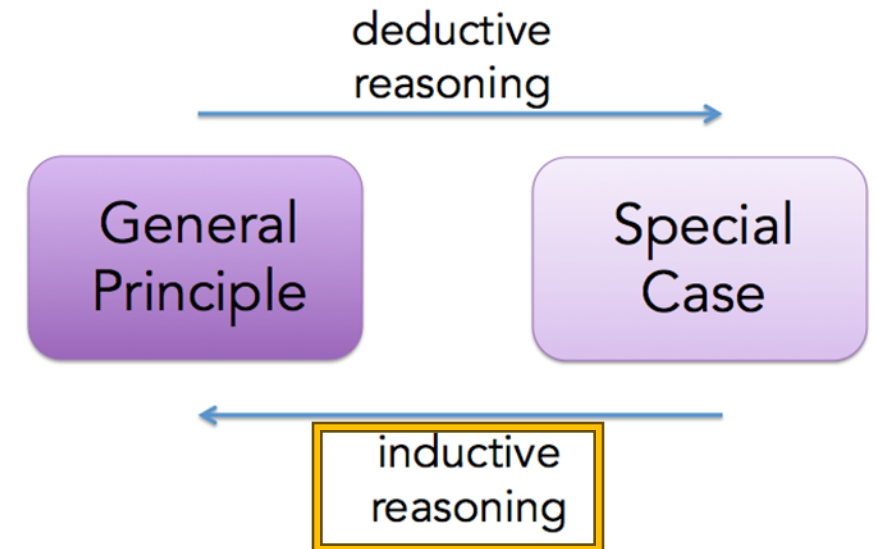 deductive
reasoning
General
Principle
Special
Case
inductive
reasoning